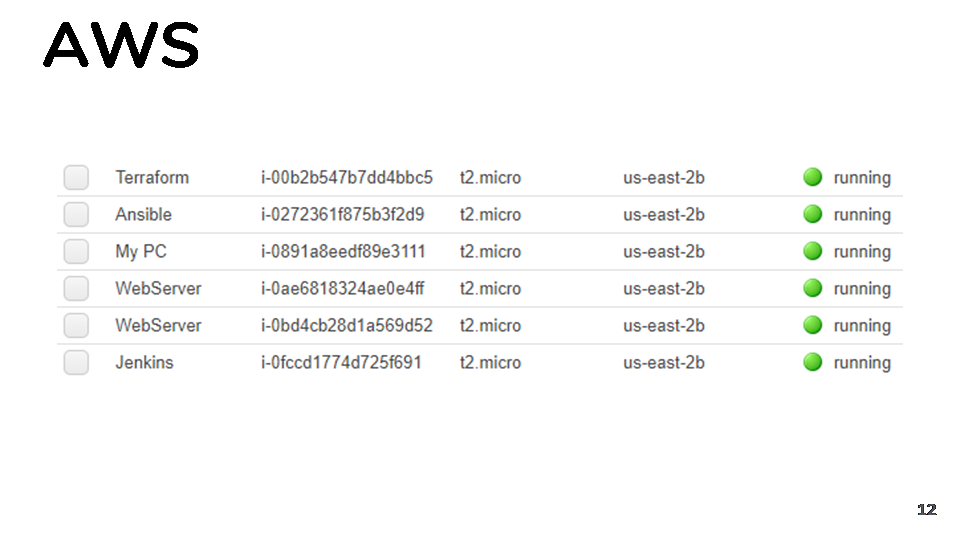 AWS
Terraform i-00b2b547b7dd4bbc5 t2.micro us-east-2b running
Ansible i-0272361f875b3f2d9 t2.micro us-east-2b running
My PC i-0891a8eedf89e3111 t2.micro us-east-2b running
WebServer i-0ae6818324ae0e4ff t2.micro us-east-2b running
WebServer i-0bd4cb28d1a569d52 t2.micro us-east-2b running
Jenkins i-0fccd1774d725f691 t2.micro us-east-2b running
12